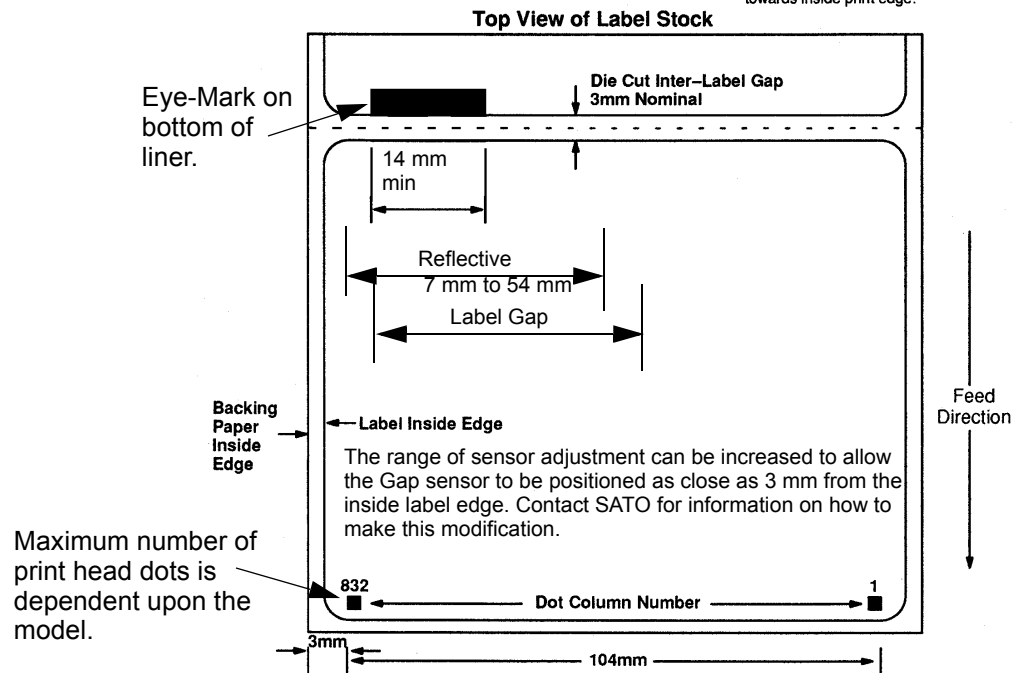 towards inside print edge.
Top View of Label Stock
Eye-Mark on
bottom of
liner.
Die Cut Inter–Label Gap
3mm Nominal
14 mm
min
Reflective
7 mm to 54 mm
Label Gap
Feed
Direction
Backing
Paper
Inside
Edge
Label Inside Edge
The range of sensor adjustment can be increased to allow
the Gap sensor to be positioned as close as 3 mm from the
inside label edge. Contact SATO for information on how to
make this modification.
Maximum number of
print head dots is
dependent upon the
model.
832
Dot Column Number
1
3mm
104mm